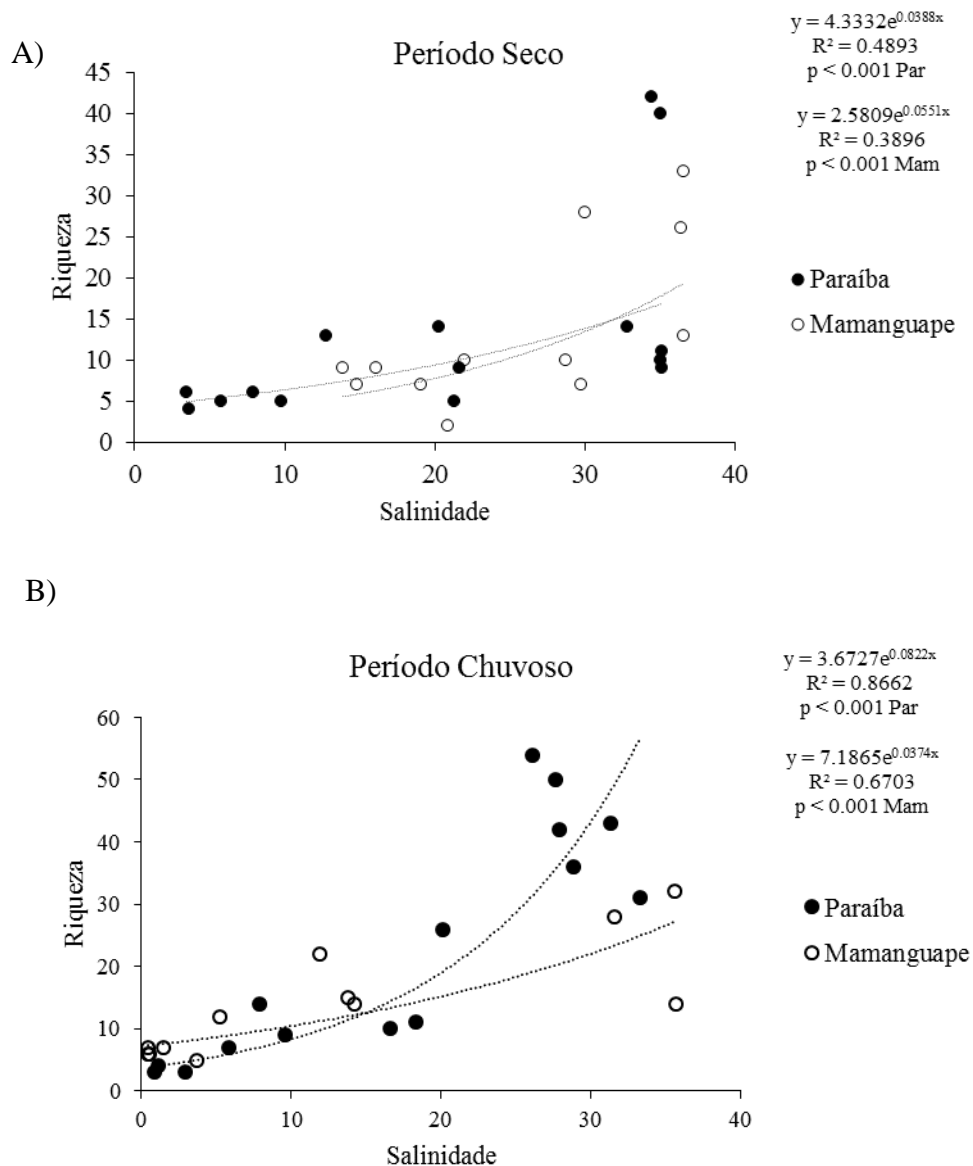 A)
Período Seco
y = 4.3332e^0.0388x
R² = 0.4893
p < 0.001 Par
y = 2.5809e^0.0551x
R² = 0.3896
p < 0.001 Mam
45
40
35
30
25
20
15
10
5
0
Riqueza
0 10 20 30 40
Salinidade
Paraíba
Mamanguape
B)
Período Chuvoso
y = 3.6727e^0.0822x
R² = 0.8662
p < 0.001 Par
y = 7.1865e^0.0374x
R² = 0.6703
p < 0.001 Mam
60
50
40
30
20
10
0
Riqueza
0 10 20 30 40
Salinidade
Paraíba
Mamanguape